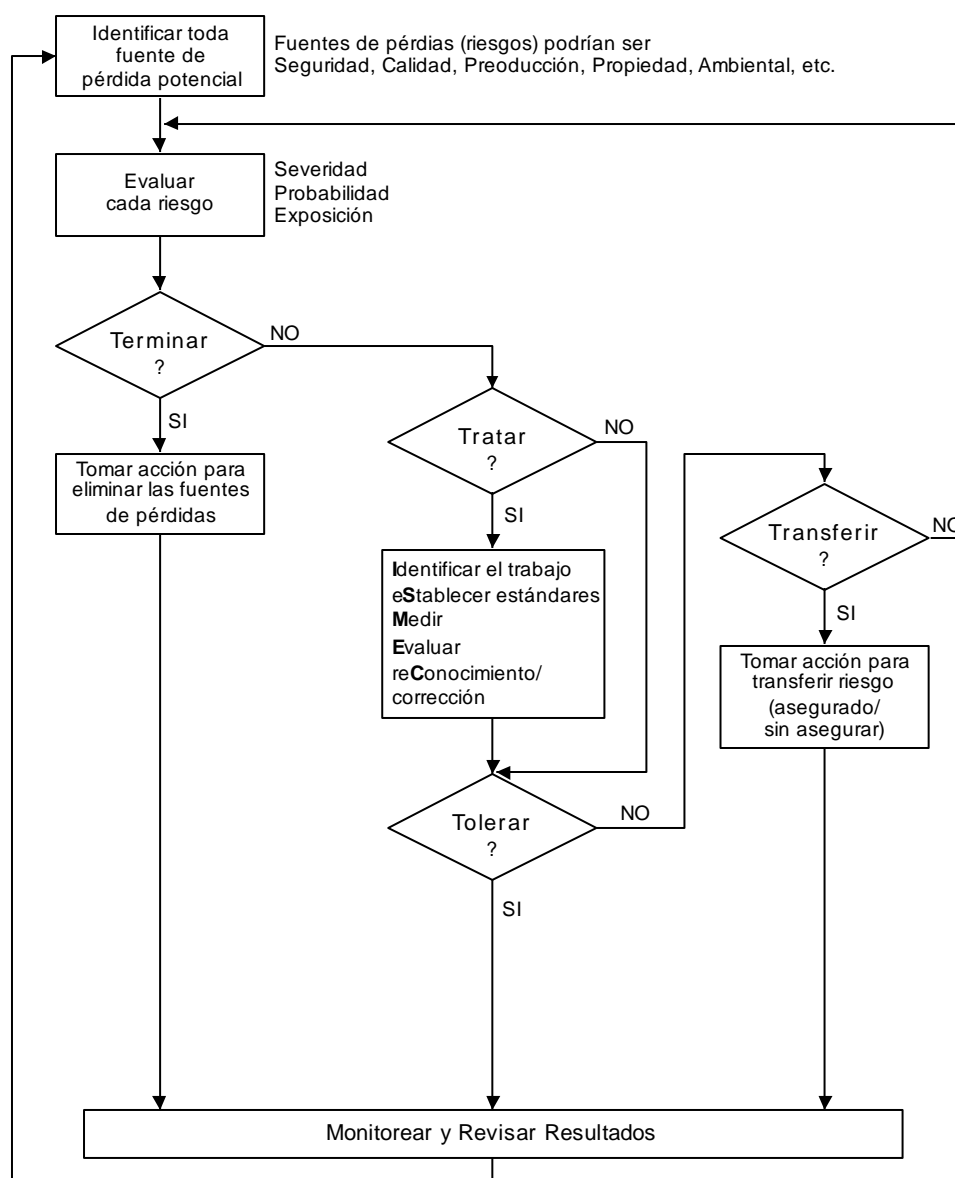 Identificar toda
fuente de
pérdida potencial
Fuentes de pérdias (riesgos) podrían ser
Seguridad, Calidad, Preoducción, Propiedad, Ambiental, etc.
Evaluar
cada riesgo
Severidad
Probabilidad
Exposición
Terminar
?
NO
SI
Tomar acción para
eliminar las fuentes
de pérdidas
Tratar
?
NO
SI
Identificar el trabajo
eStablecer estándares
Medir
Evaluar
reConocimiento/
corrección
Tolerar
?
NO
SI
Transferir
?
NO
SI
Tomar acción para
transferir riesgo
(asegurado/
sin asegurar)
Monitorear y Revisar Resultados